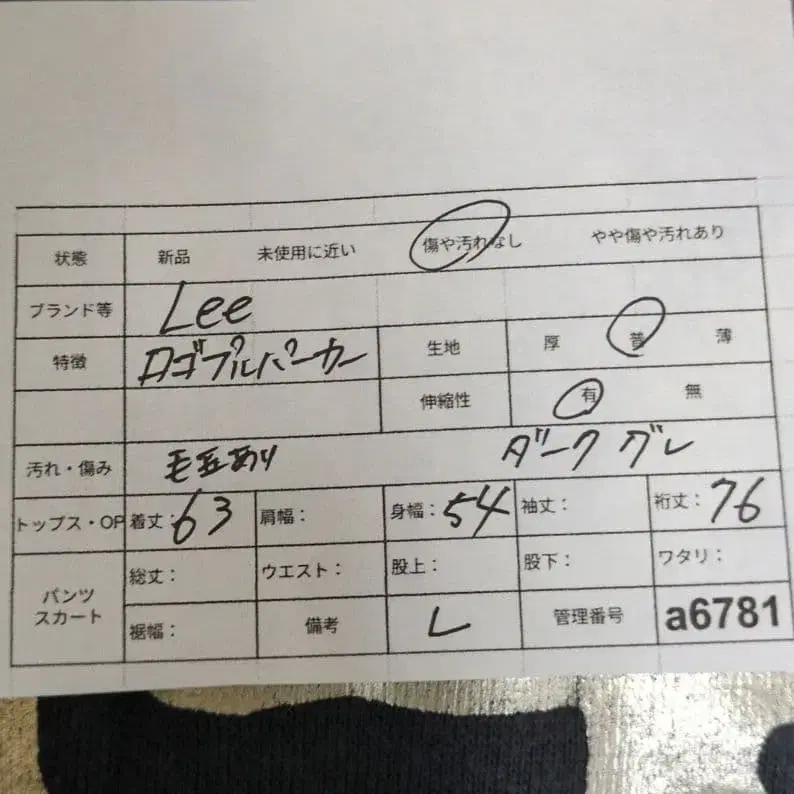 状態 新品 未使用に近い 傷や汚れなし やや傷や汚れあり
ブランド等 Lee
特徴 ロゴプルパーカー 生地 厚 普 薄
伸縮性 有 無
汚れ・傷み 毛玉あり ダーク グレ
トップス・OP 着丈：63 肩幅： 身幅：54 袖丈： 裄丈：76
パンツ スカート 総丈： ウエスト： 股上： 股下： ワタリ：
裾幅： 備考 L 管理番号 a6781